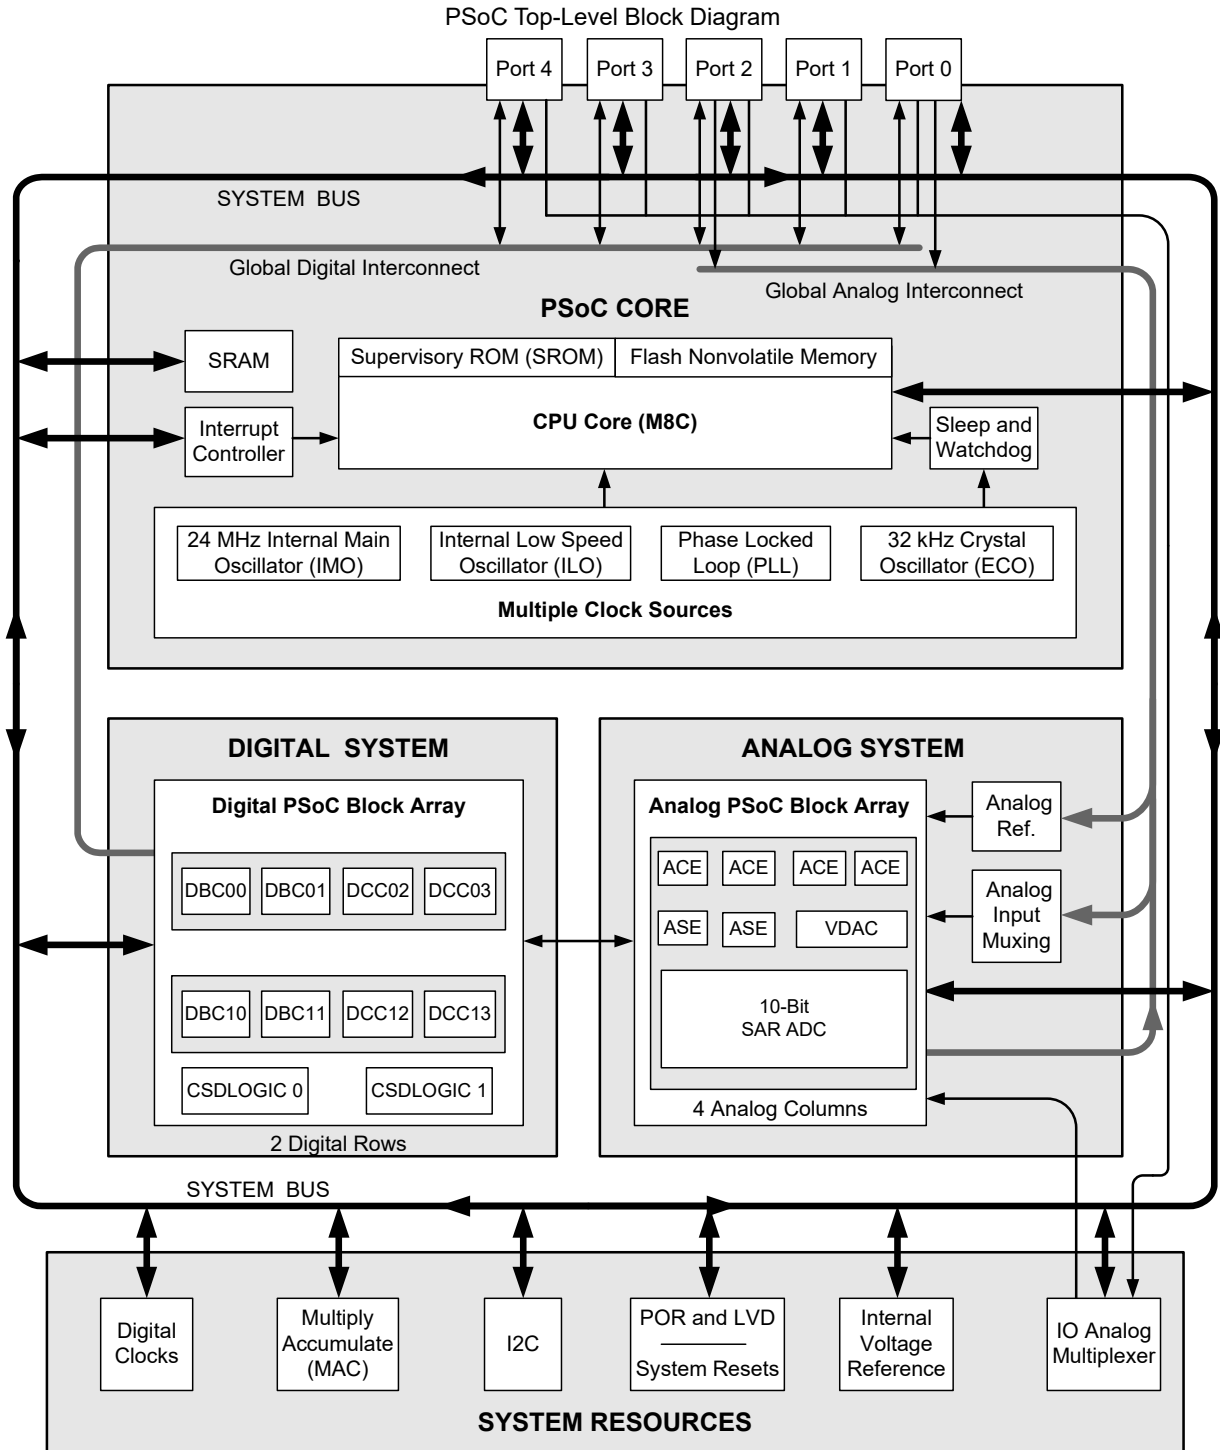 PSoC Top-Level Block Diagram
Port 4
Port 3
Port 2
Port 1
Port 0
SYSTEM BUS
Global Digital Interconnect
Global Analog Interconnect
PSoC CORE
SRAM
Supervisory ROM (SROM)
Flash Nonvolatile Memory
CPU Core (M8C)
Interrupt
Controller
Sleep and
Watchdog
24 MHz Internal Main
Oscillator (IMO)
Internal Low Speed
Oscillator (ILO)
Phase Locked
Loop (PLL)
32 kHz Crystal
Oscillator (ECO)
Multiple Clock Sources
DIGITAL SYSTEM
Digital PSoC Block Array
DBC00
DBC01
DCC02
DCC03
DBC10
DBC11
DCC12
DCC13
CSDLOGIC 0
CSDLOGIC 1
2 Digital Rows
ANALOG SYSTEM
Analog PSoC Block Array
ACE
ACE
ACE
ACE
ASE
ASE
VDAC
10-Bit
SAR ADC
4 Analog Columns
Analog
Ref.
Analog
Input
Muxing
SYSTEM BUS
Digital
Clocks
Multiply
Accumulate
(MAC)
I2C
POR and LVD
System Resets
Internal
Voltage
Reference
IO Analog
Multiplexer
SYSTEM RESOURCES